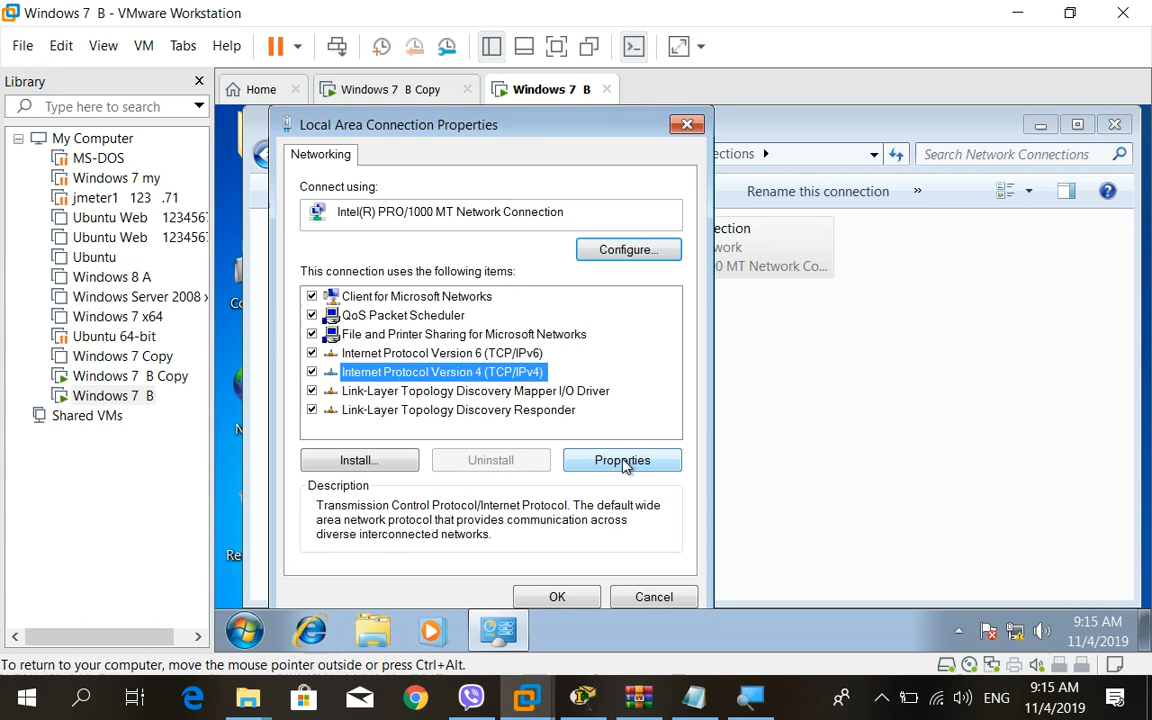 Windows 7  B - VMware Workstation
File Edit View VM Tabs Help
Library
Type here to search
My Computer
MS-DOS
Windows 7 my
jmeter1  123  .71
Ubuntu Web  123456
Ubuntu Web  123456
Ubuntu
Windows 8 A
Windows Server 2008 x
Windows 7 x64
Ubuntu 64-bit
Windows 7 Copy
Windows 7  B Copy
Windows 7  B
Shared VMs
Home
Windows 7  B Copy
Windows 7  B
Local Area Connection Properties
Networking
Connect using:
Intel(R) PRO/1000 MT Network Connection
Configure...
This connection uses the following items:
Client for Microsoft Networks
QoS Packet Scheduler
File and Printer Sharing for Microsoft Networks
Internet Protocol Version 6 (TCP/IPv6)
Internet Protocol Version 4 (TCP/IPv4)
Link-Layer Topology Discovery Mapper I/O Driver
Link-Layer Topology Discovery Responder
Install...
Uninstall
Properties
Description
Transmission Control Protocol/Internet Protocol. The default wide
area network protocol that provides communication across
diverse interconnected networks.
OK
Cancel
ections
Search Network Connections
Rename this connection »
ection
work
0 MT Network Co...
Co
N
Re
9:15 AM
11/4/2019
To return to your computer, move the mouse pointer outside or press Ctrl+Alt.
ENG
9:15 AM
11/4/2019